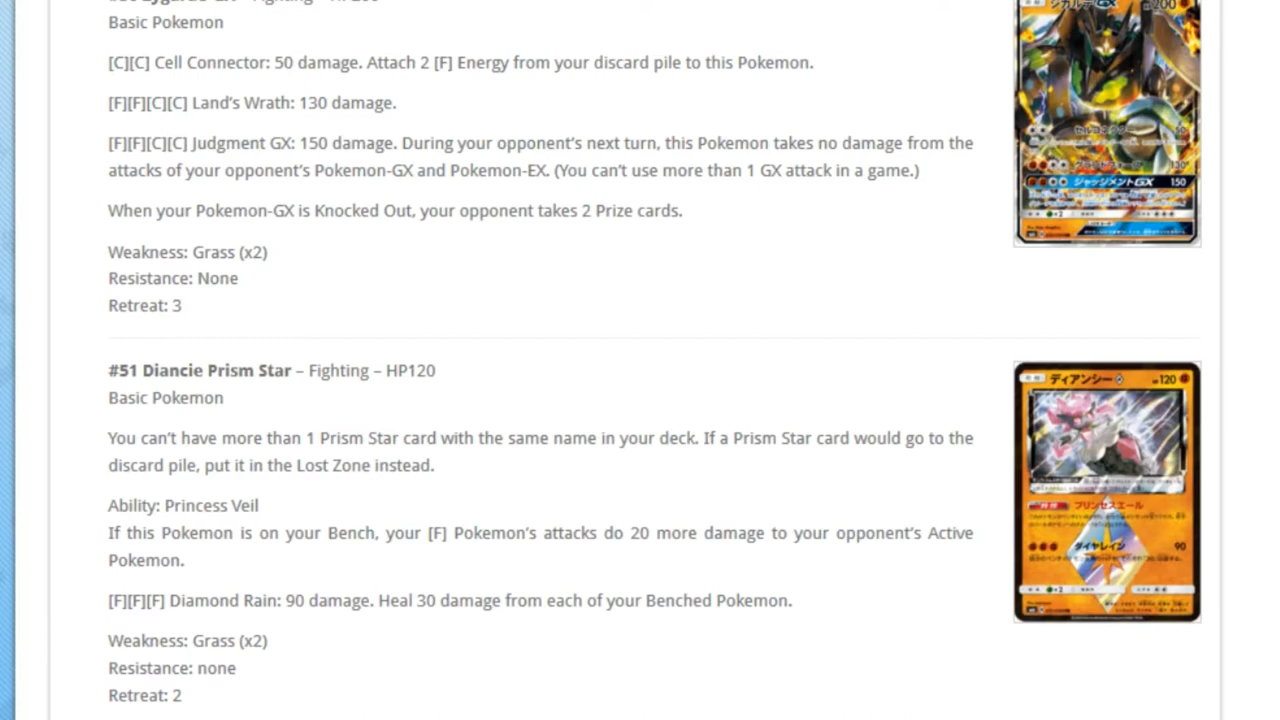 Basic Pokemon
[C][C] Cell Connector: 50 damage. Attach 2 [F] Energy from your discard pile to this Pokemon.
[F][F][C][C] Land's Wrath: 130 damage.
[F][F][C][C] Judgment GX: 150 damage. During your opponent's next turn, this Pokemon takes no damage from the
attacks of your opponent's Pokemon-GX and Pokemon-EX. (You can't use more than 1 GX attack in a game.)
When your Pokemon-GX is Knocked Out, your opponent takes 2 Prize cards.
Weakness: Grass (x2)
Resistance: None
Retreat: 3
200
セルコネクター 50
130
ジャッジメントGX 150
#51 Diancie Prism Star – Fighting – HP120
Basic Pokemon
You can't have more than 1 Prism Star card with the same name in your deck. If a Prism Star card would go to the
discard pile, put it in the Lost Zone instead.
Ability: Princess Veil
If this Pokemon is on your Bench, your [F] Pokemon's attacks do 20 more damage to your opponent's Active
Pokemon.
[F][F][F] Diamond Rain: 90 damage. Heal 30 damage from each of your Benched Pokemon.
Weakness: Grass (x2)
Resistance: none
Retreat: 2
ディアンシー 120
プリンセスエール
ダイヤレイン 90